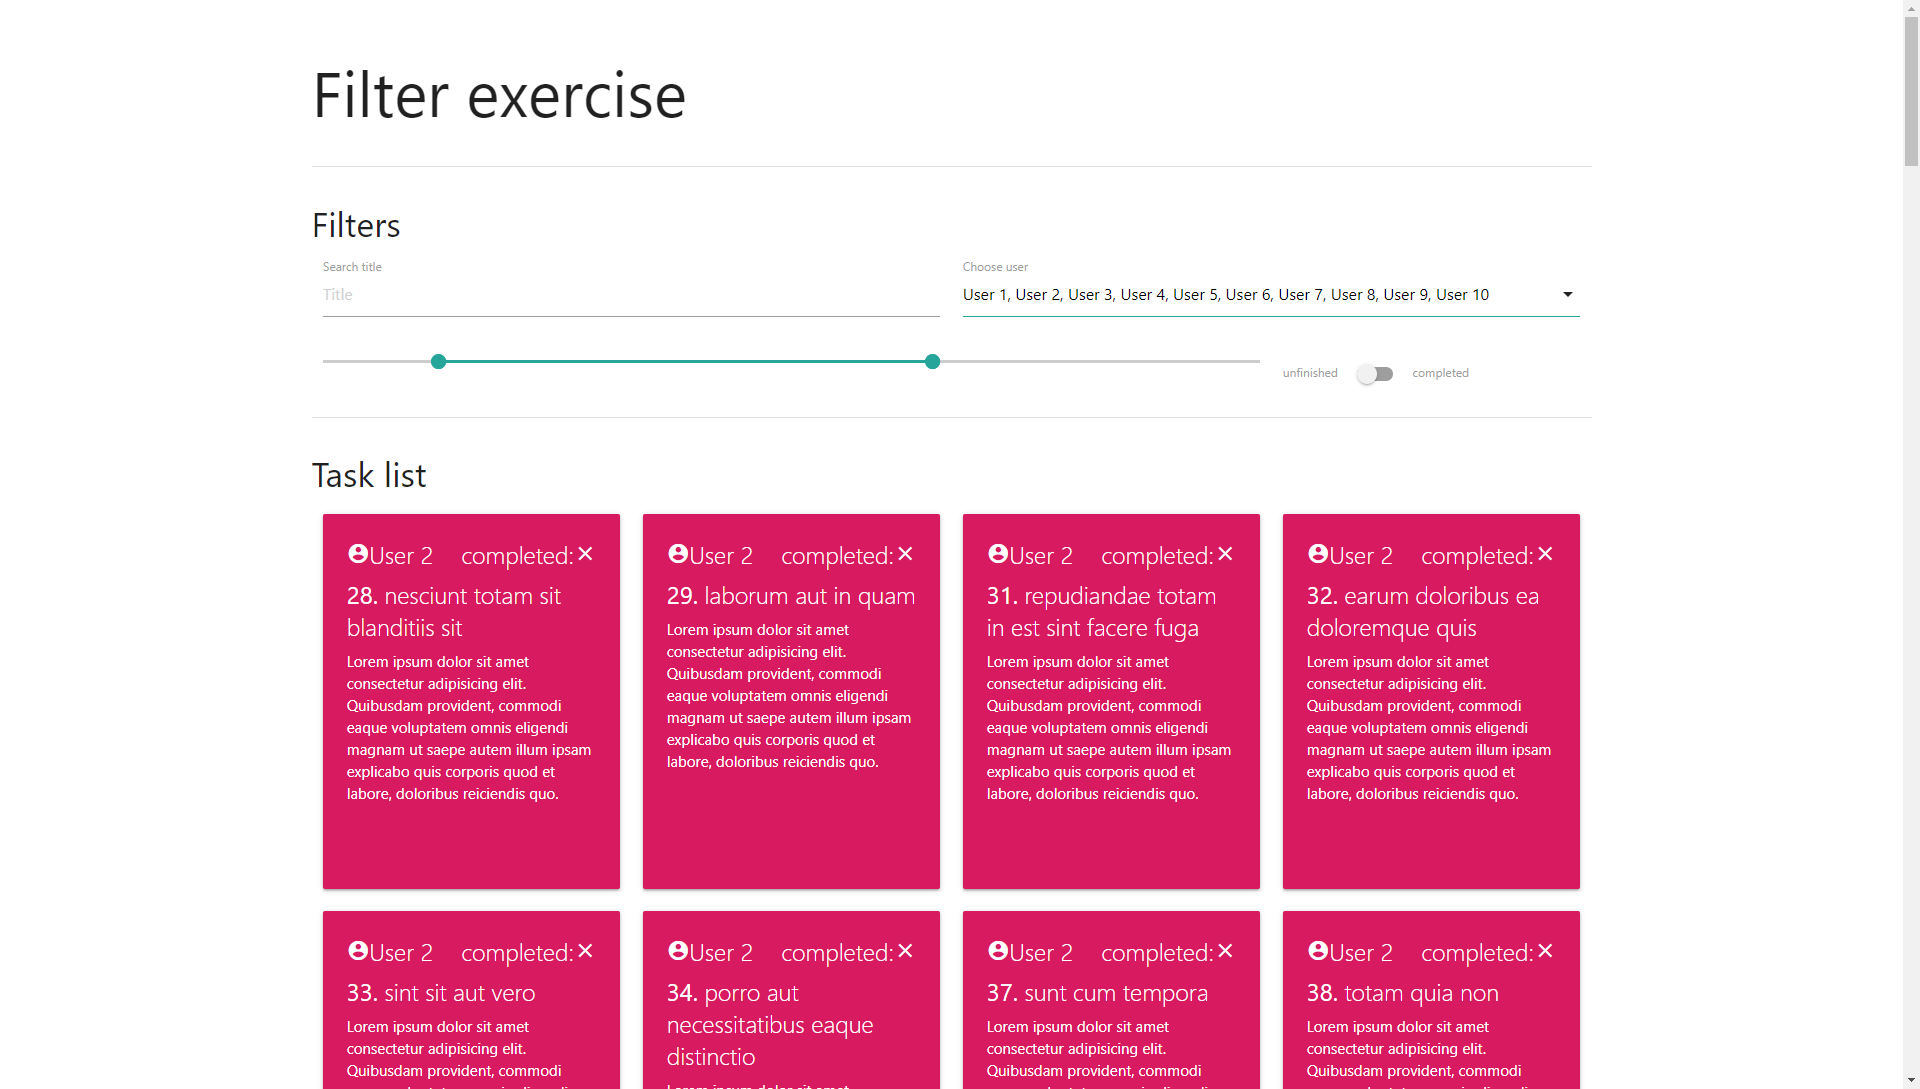 Filter exercise
Filters
Search title
Title
Choose user
User 1, User 2, User 3, User 4, User 5, User 6, User 7, User 8, User 9, User 10
unfinished
completed
Task list
User 2 completed:
28. nesciunt totam sit
blanditiis sit
Lorem ipsum dolor sit amet
consectetur adipisicing elit.
Quibusdam provident, commodi
eaque voluptatem omnis eligendi
magnam ut saepe autem illum ipsam
explicabo quis corporis quod et
labore, doloribus reiciendis quo.
User 2 completed:
29. laborum aut in quam
Lorem ipsum dolor sit amet
consectetur adipisicing elit.
Quibusdam provident, commodi
eaque voluptatem omnis eligendi
magnam ut saepe autem illum ipsam
explicabo quis corporis quod et
labore, doloribus reiciendis quo.
User 2 completed:
31. repudiandae totam
in est sint facere fuga
Lorem ipsum dolor sit amet
consectetur adipisicing elit.
Quibusdam provident, commodi
eaque voluptatem omnis eligendi
magnam ut saepe autem illum ipsam
explicabo quis corporis quod et
labore, doloribus reiciendis quo.
User 2 completed:
32. earum doloribus ea
doloremque quis
Lorem ipsum dolor sit amet
consectetur adipisicing elit.
Quibusdam provident, commodi
eaque voluptatem omnis eligendi
magnam ut saepe autem illum ipsam
explicabo quis corporis quod et
labore, doloribus reiciendis quo.
User 2 completed:
33. sint sit aut vero
Lorem ipsum dolor sit amet
consectetur adipisicing elit.
Quibusdam provident, commodi
User 2 completed:
34. porro aut
necessitatibus eaque
distinctio
User 2 completed:
37. sunt cum tempora
Lorem ipsum dolor sit amet
consectetur adipisicing elit.
Quibusdam provident, commodi
User 2 completed:
38. totam quia non
Lorem ipsum dolor sit amet
consectetur adipisicing elit.
Quibusdam provident, commodi